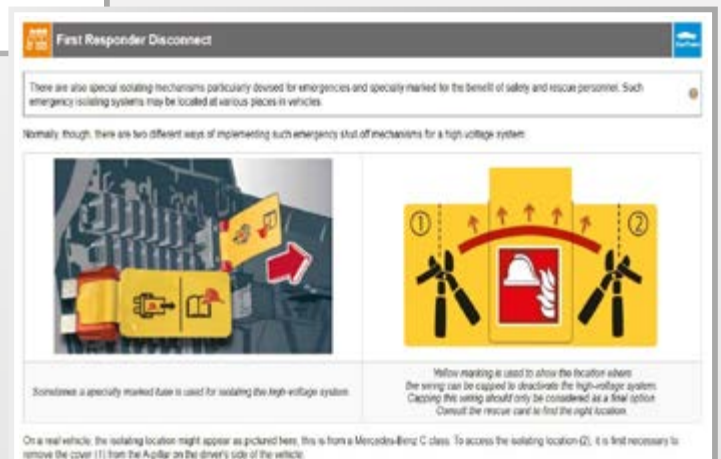 First Responder Disconnect
There are also special isolating mechanisms particularly devised for emergencies and specially marked for the benefit of safety and rescue personnel. Such
emergency isolating systems may be located at various places in vehicles.
Normally, though, there are two different ways of implementing such emergency shut off mechanisms for a high voltage system
1
2
Sometimes a specially marked fuse is used for isolating the high-voltage system.
Yellow marking is used to show the location where
the wiring can be capped to deactivate the high-voltage system.
Capping this wiring should only be considered as a final option
Consult the rescue card to find the right location.
On a real vehicle, the isolating location might appear as pictured here, this is from a Mercedes-Benz C class. To access the isolating location (2), it is first necessary to
remove the cover (1) from the A-pillar on the driver's side of the vehicle.